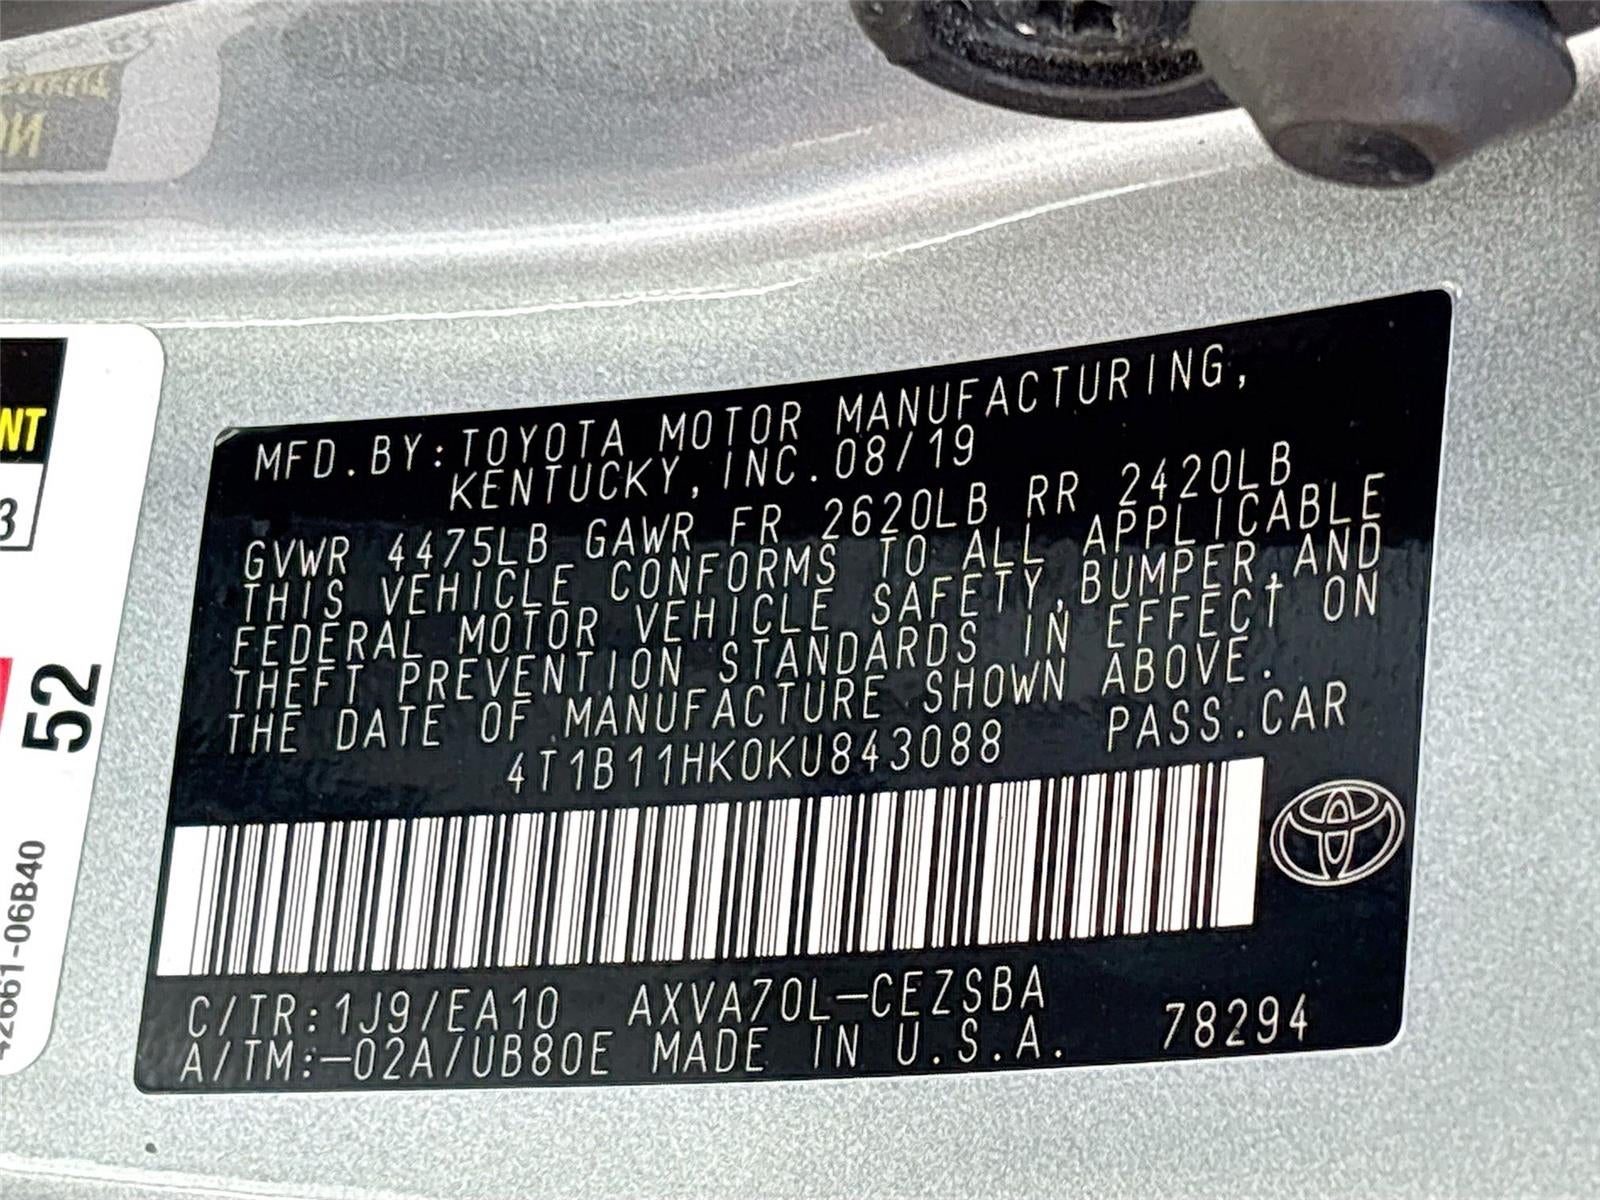 NT
3
52
42661-06B40
MFD.BY:TOYOTA MOTOR MANUFACTURING,
KENTUCKY, INC.08/19
GVWR 4475LB GAWR FR 2620LB RR 2420LB
THIS VEHICLE CONFORMS TO ALL APPLICABLE
FEDERAL MOTOR VEHICLE SAFETY,BUMPER,AND
THEFT PREVENTION STANDARDS IN EFFECT ON
THE DATE OF MANUFACTURE SHOWN ABOVE.
4T1B11HK0KU843088 PASS.CAR
C/TR:1J9/EA10 AXVA70L-CEZSBA
A/TM:-02A/UB80E MADE IN U.S.A. 78294